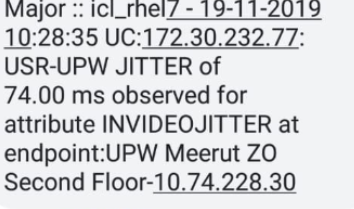 Major :: icl_rhel7 - 19-11-2019
10:28:35 UC:172.30.232.77:
USR-UPW JITTER of
74.00 ms observed for
attribute INVIDEOJITTER at
endpoint:UPW Meerut ZO
Second Floor-10.74.228.30